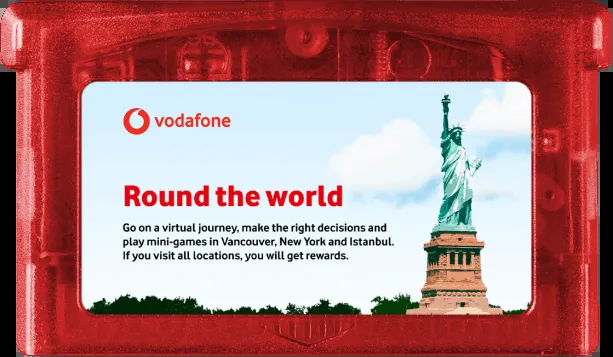 vodafone
Round the world
Go on a virtual journey, make the right decisions and
play mini-games in Vancouver, New York and Istanbul.
If you visit all locations, you will get rewards.